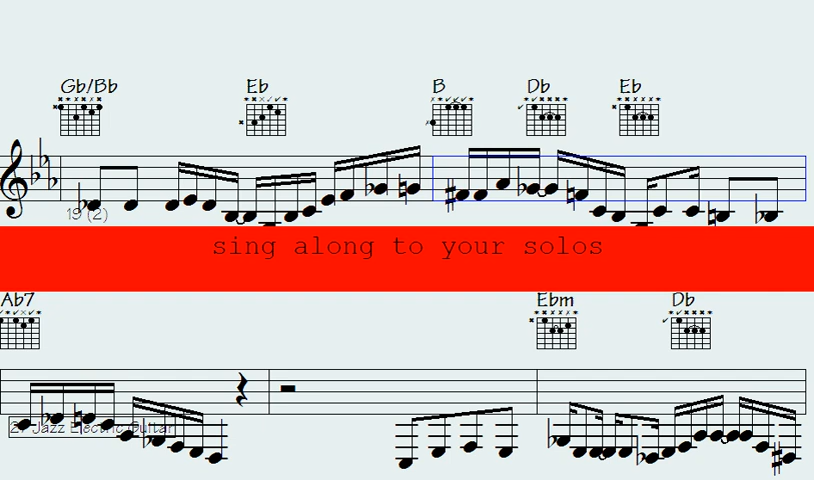 Gb/Bb Eb B Db Eb
19 (2)
sing along to your solos
Ab7 Ebm Db
27 Jazz Electric Guitar